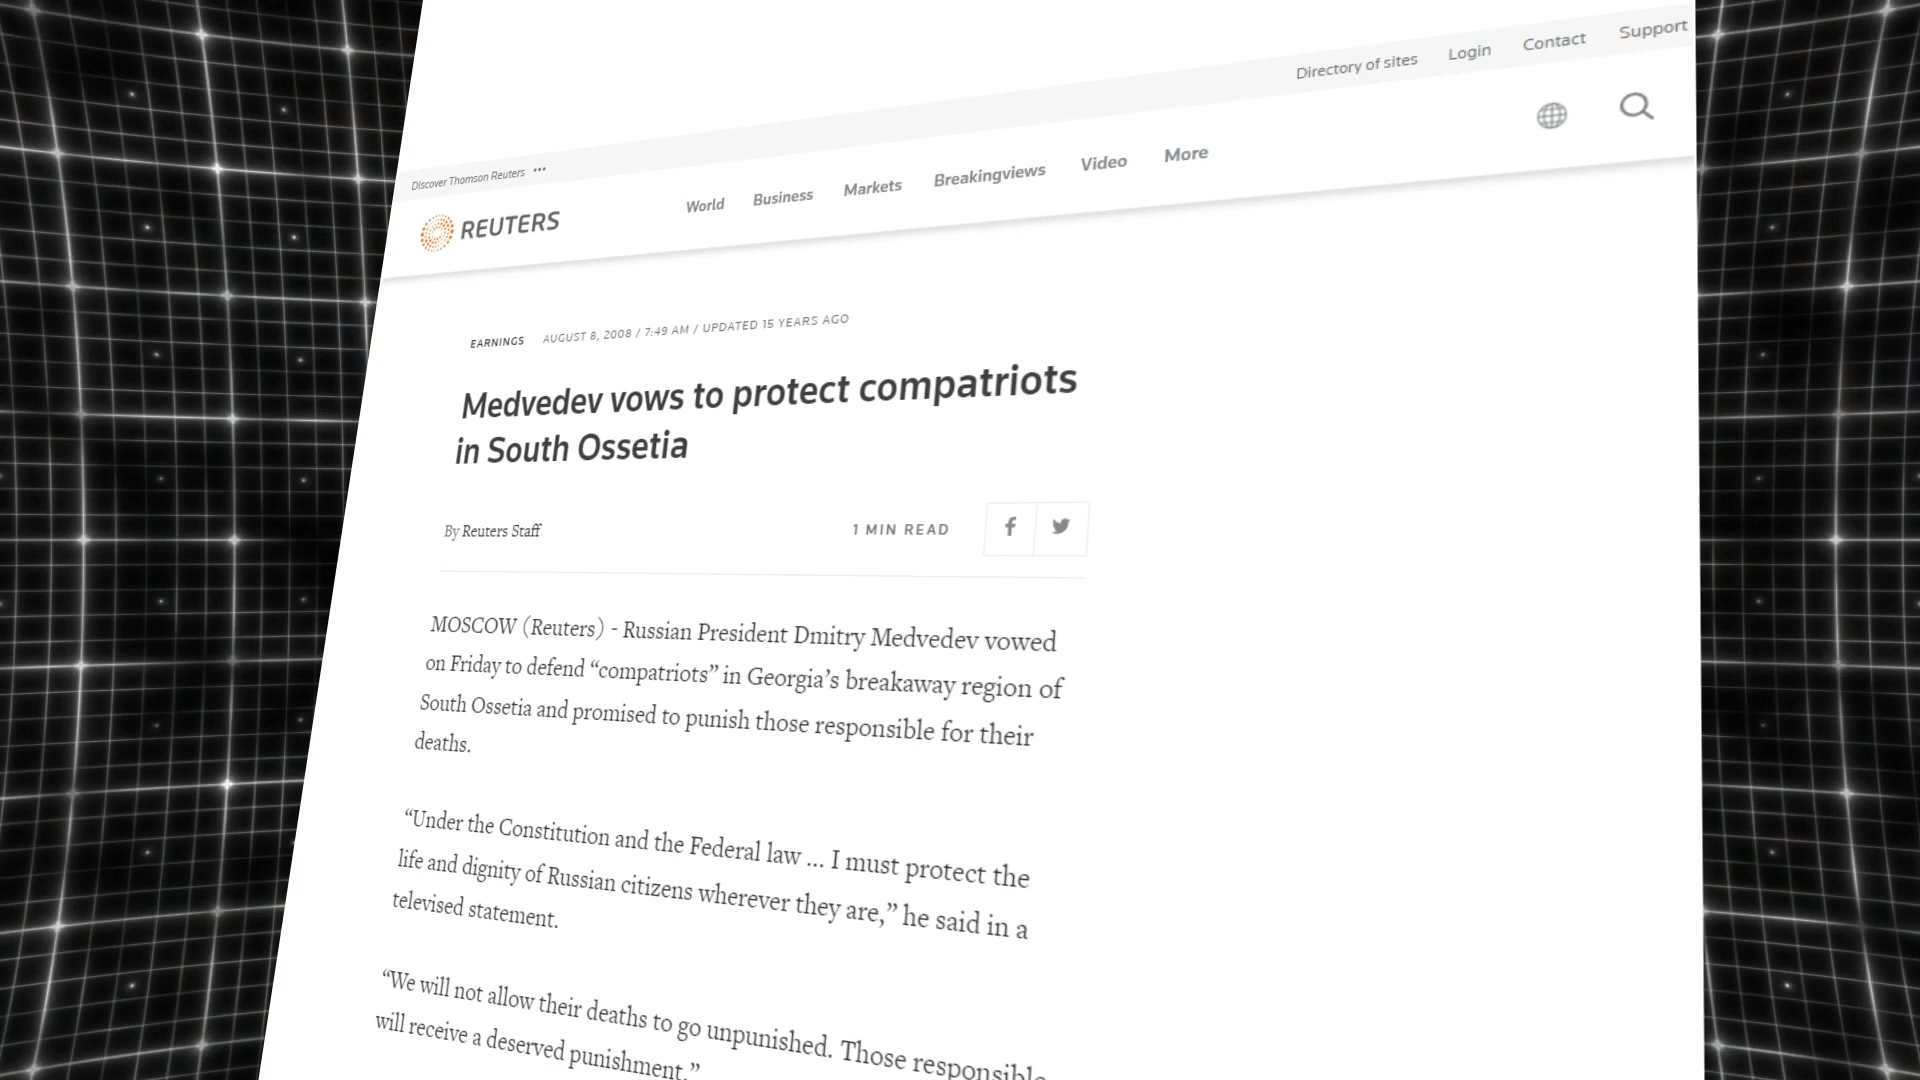 Directory of sites Login Contact Support
Discover Thomson Reuters •••
REUTERS World Business Markets Breakingviews Video More
EARNINGS AUGUST 8, 2008 / 7:49 AM / UPDATED 15 YEARS AGO
Medvedev vows to protect compatriots
in South Ossetia
By Reuters Staff 1 MIN READ
MOSCOW (Reuters) - Russian President Dmitry Medvedev vowed
on Friday to defend “compatriots” in Georgia’s breakaway region of
South Ossetia and promised to punish those responsible for their
deaths.
“Under the Constitution and the Federal law ... I must protect the
life and dignity of Russian citizens wherever they are,” he said in a
televised statement.
“We will not allow their deaths to go unpunished. Those responsible
will receive a deserved punishment.”